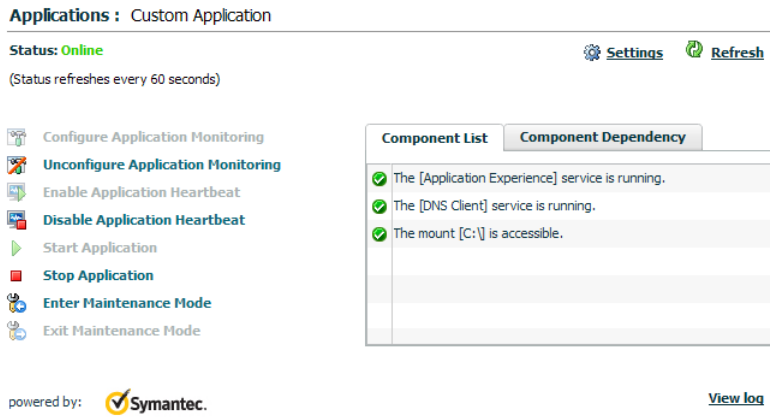 Applications : Custom Application
Status: Online
Settings
Refresh
(Status refreshes every 60 seconds)
Configure Application Monitoring
Unconfigure Application Monitoring
Enable Application Heartbeat
Disable Application Heartbeat
Start Application
Stop Application
Enter Maintenance Mode
Exit Maintenance Mode
Component List
Component Dependency
The [Application Experience] service is running.
The [DNS Client] service is running.
The mount [C:\] is accessible.
powered by: Symantec.
View log